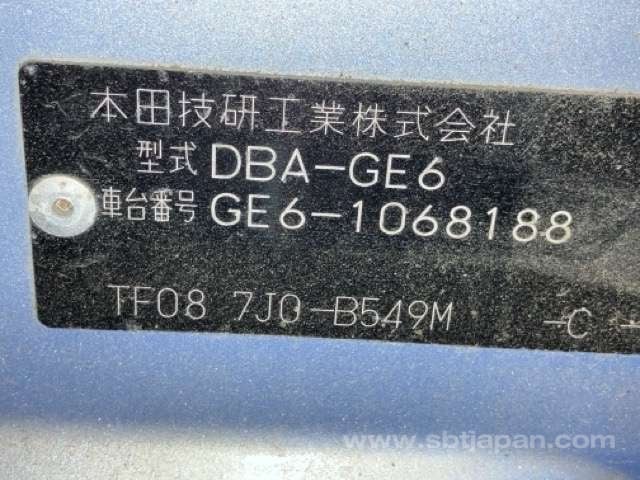 本田技研工業株式会社
型式 DBA-GE6
車台番号 GE6-1068188
TF08 7J0-B549M -C -
www.sbtjapan.com